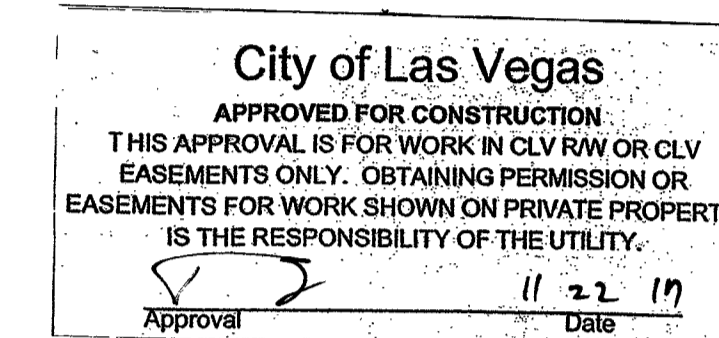 City of Las Vegas
APPROVED FOR CONSTRUCTION
THIS APPROVAL IS FOR WORK IN CLV R/W OR CLV
EASEMENTS ONLY. OBTAINING PERMISSION OR
EASEMENTS FOR WORK SHOWN ON PRIVATE PROPERT
IS THE RESPONSIBILITY OF THE UTILITY.
11 22 17
Approval Date